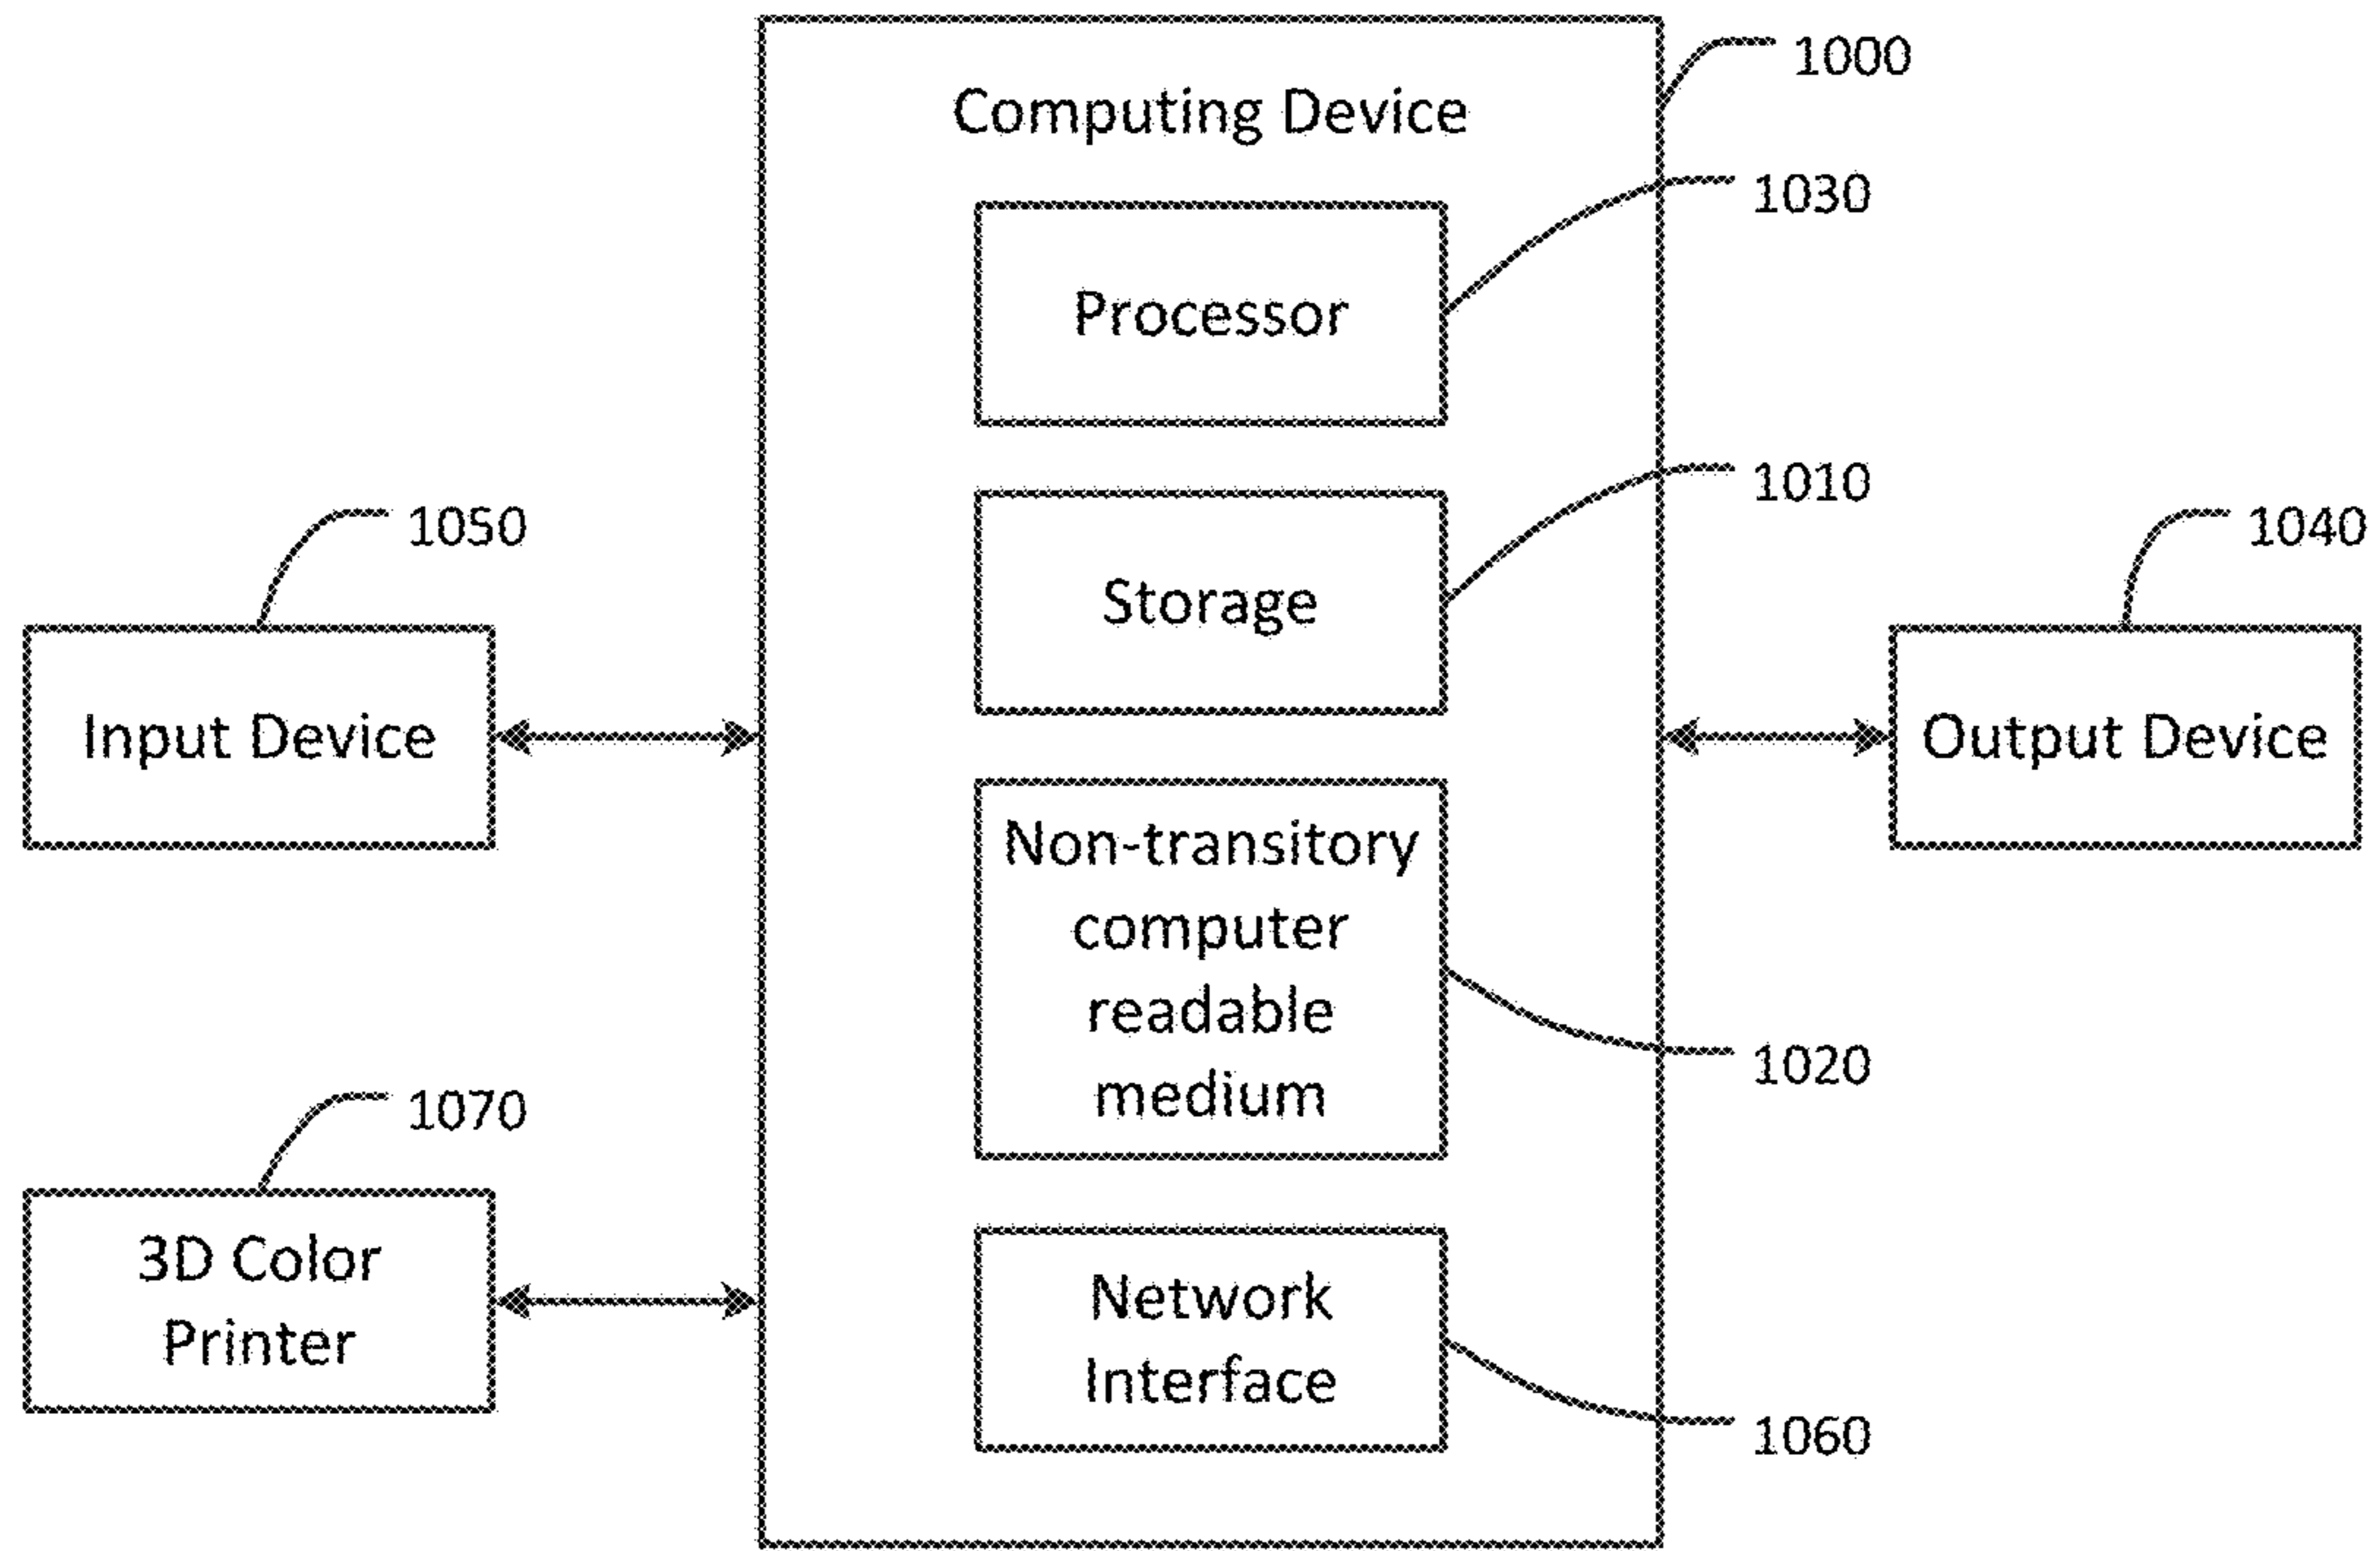 1000
Computing Device
1030
Processor
1010
Storage
1050
Input Device
1040
Output Device
Non-transitory
computer
readable
medium
1020
1070
3D Color
Printer
Network
Interface
1060